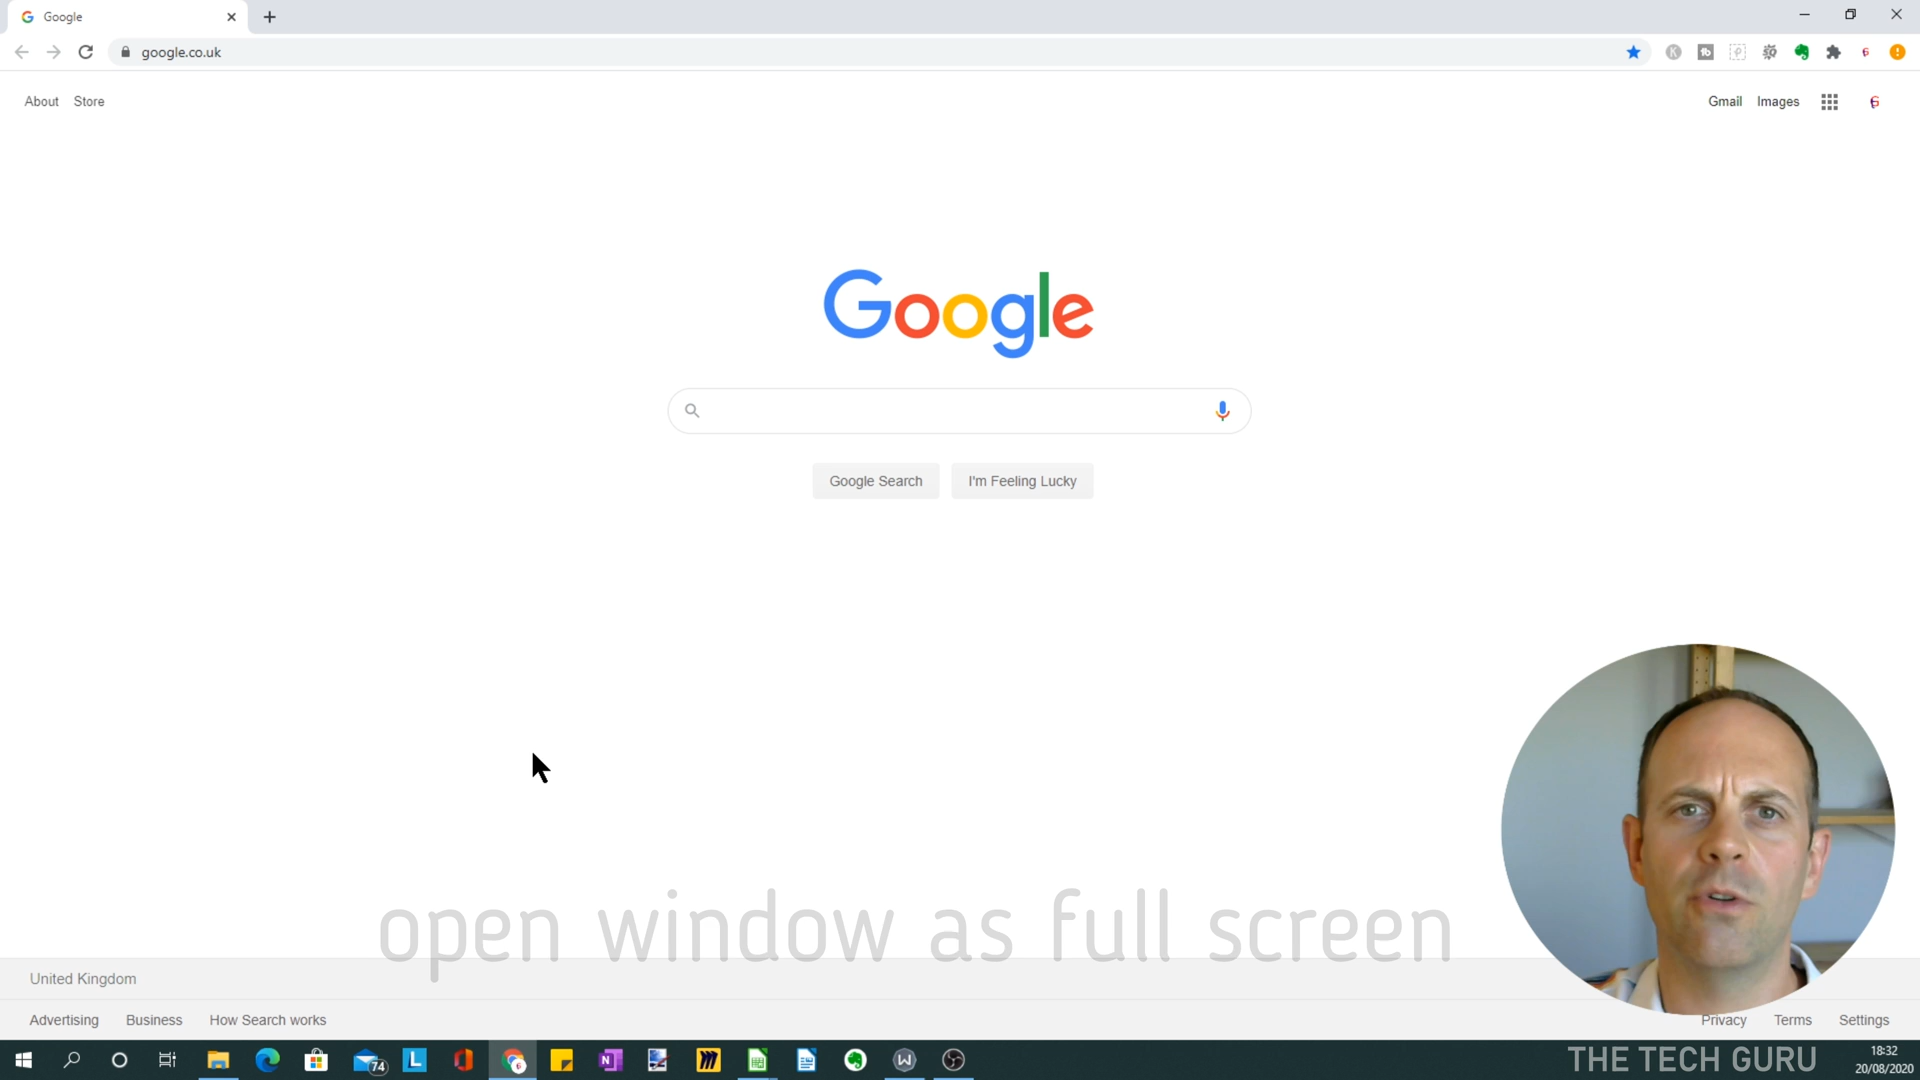 Google
google.co.uk
About Store
Gmail Images
Google
Google Search I'm Feeling Lucky
open window as full screen
United Kingdom
Advertising Business How Search works
Privacy Terms Settings
74
THE TECH GURU
18:32
20/08/2020